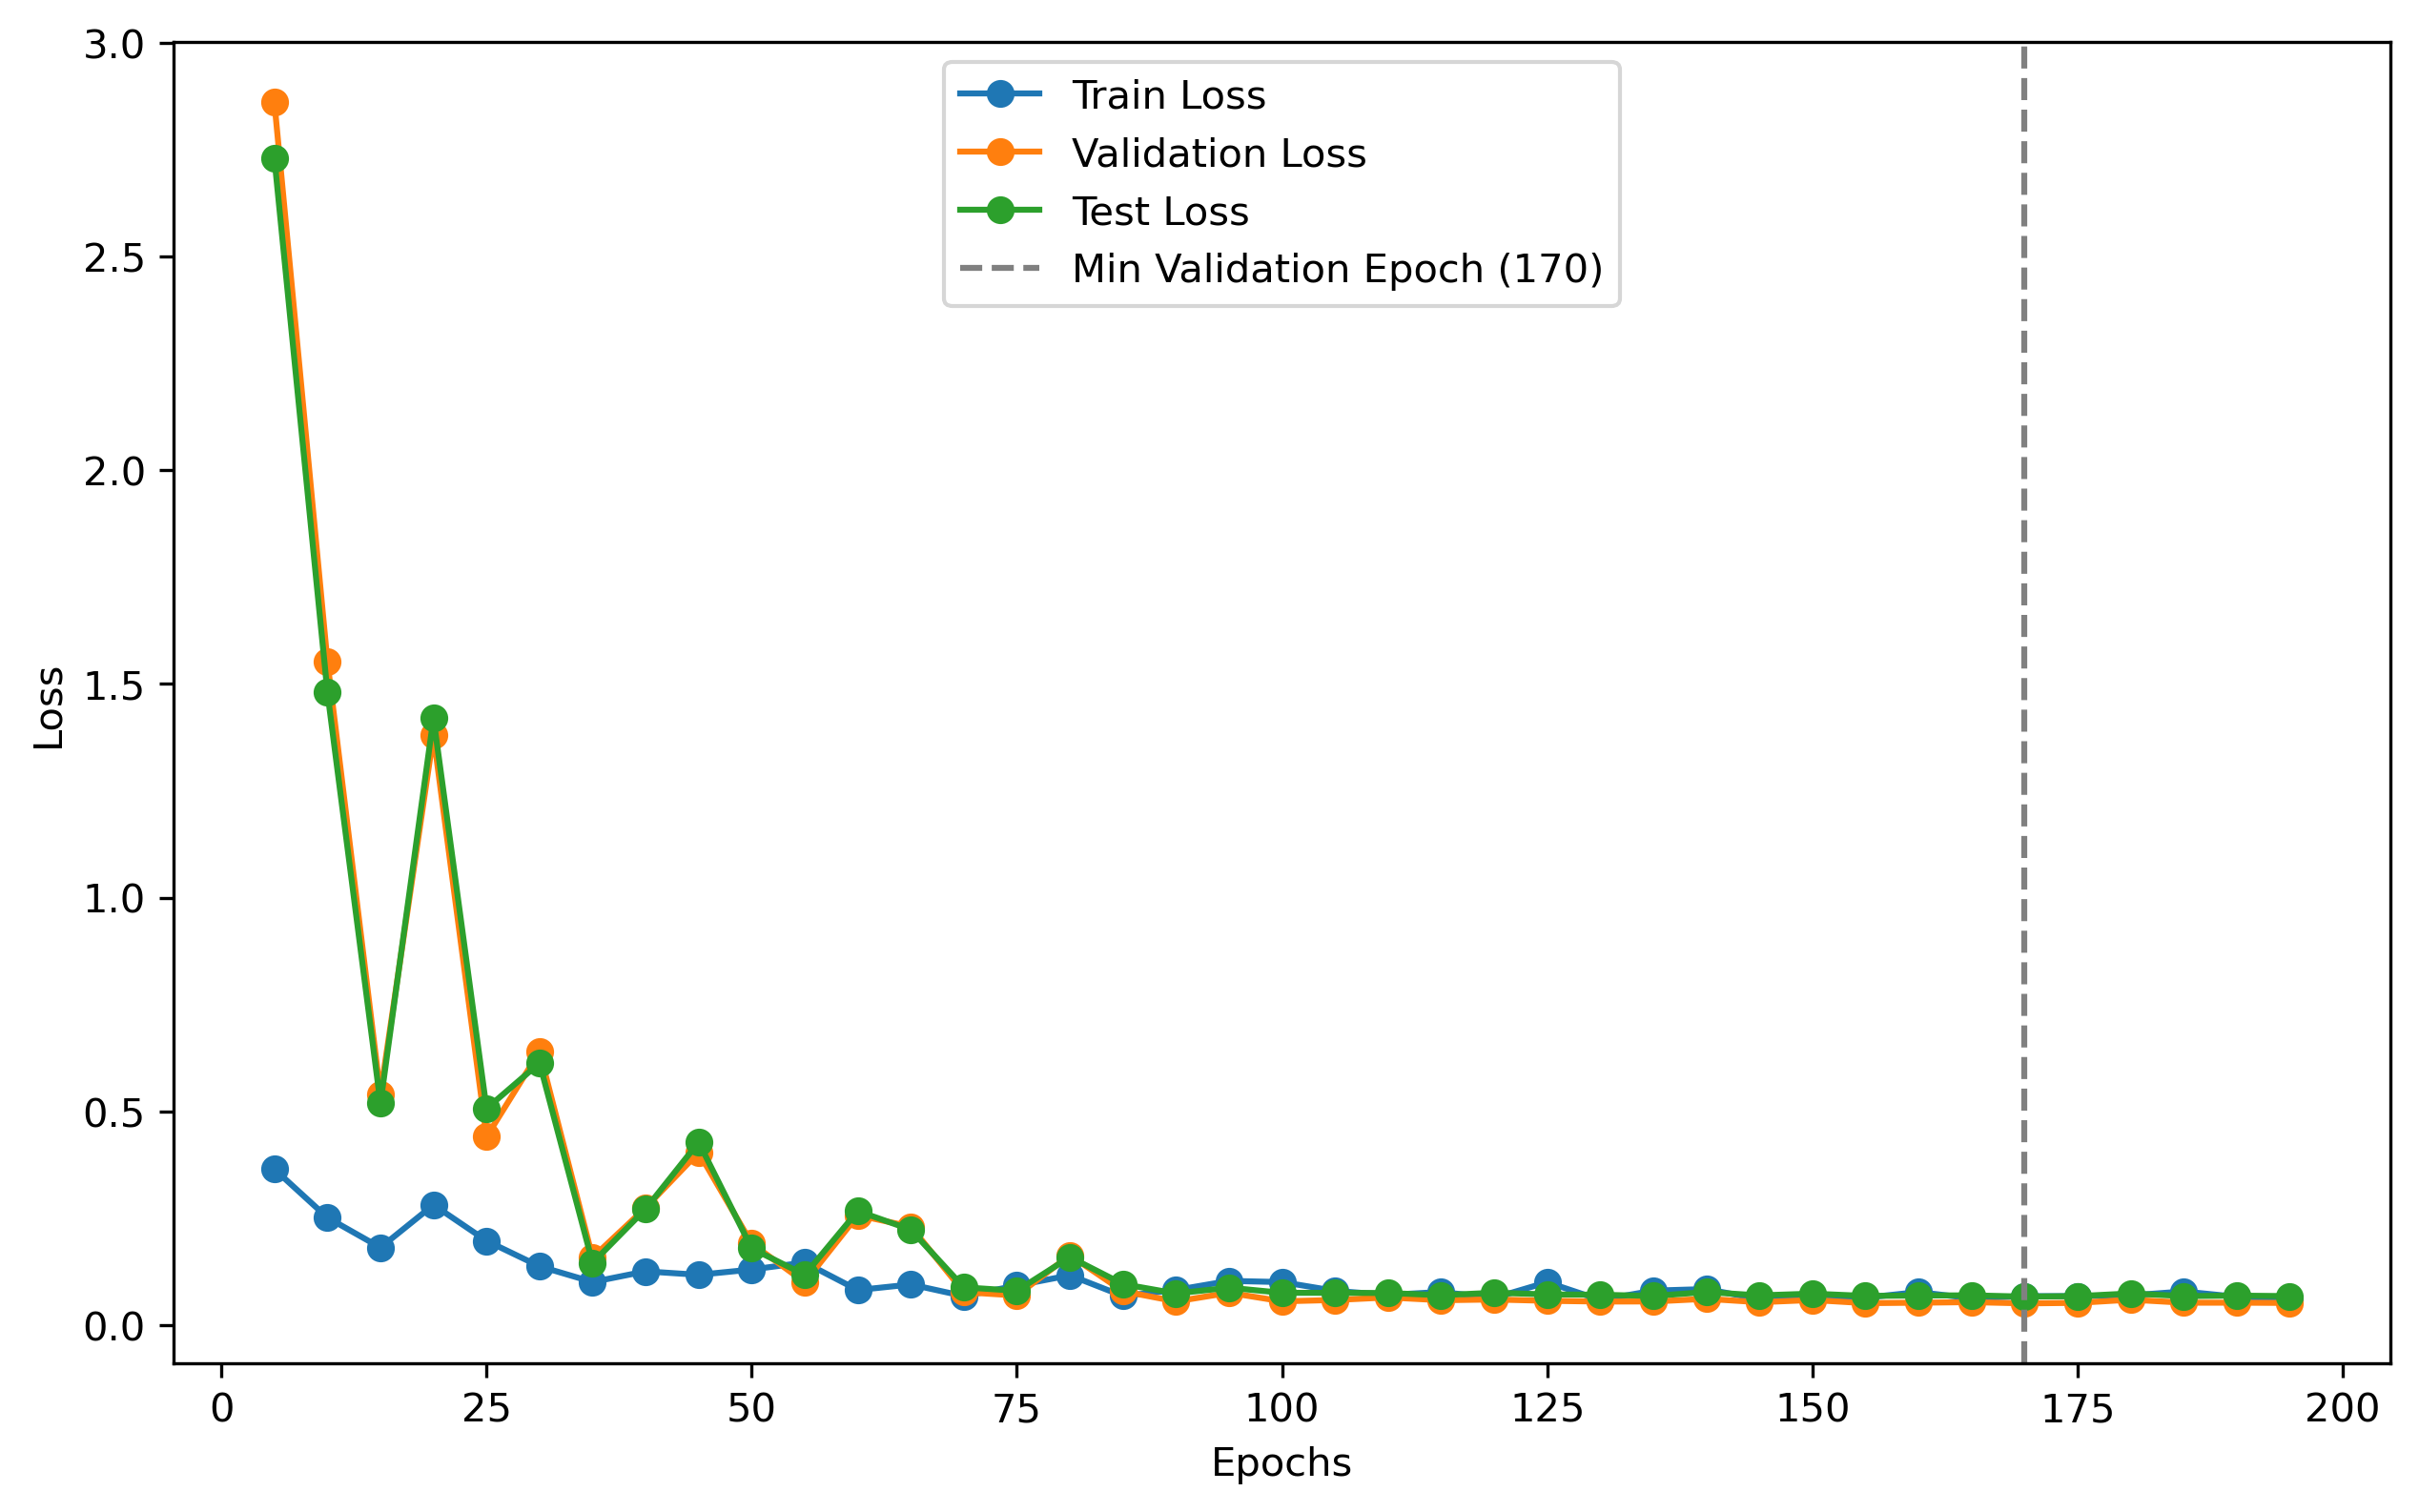 3.0
2.5
2.0
1.5
1.0
0.5
0.0
Loss
Train Loss
Validation Loss
Test Loss
Min Validation Epoch (170)
0 25 50 75 100 125 150 175 200
Epochs